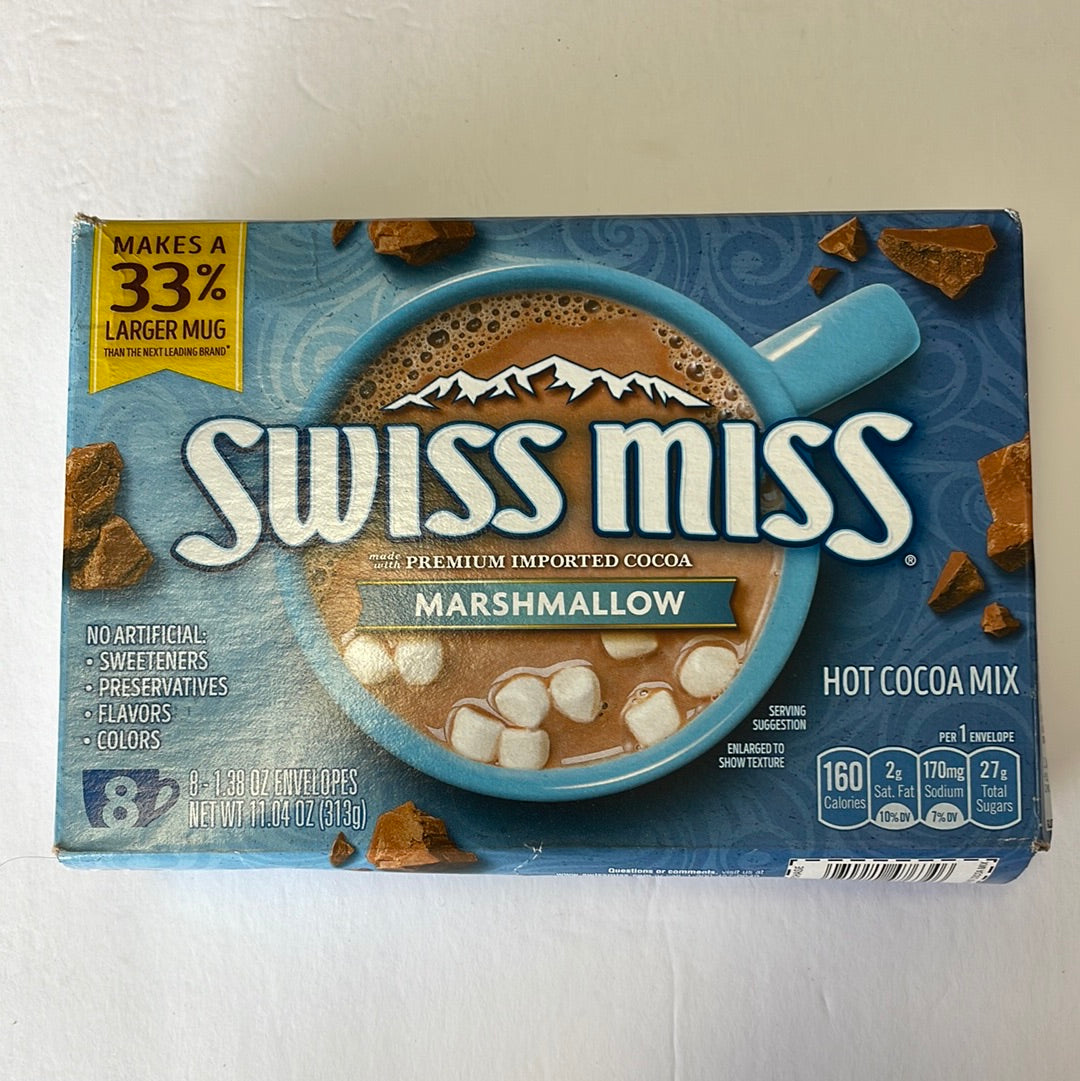 MAKES A
33%
LARGER MUG
THAN THE NEXT LEADING BRAND*
SWISS MISS®
made with PREMIUM IMPORTED COCOA
MARSHMALLOW
NO ARTIFICIAL:
• SWEETENERS
• PRESERVATIVES
• FLAVORS
• COLORS
8
8 - 1.38 OZ ENVELOPES
NET WT 11.04 OZ (313g)
HOT COCOA MIX
SERVING
SUGGESTION
ENLARGED TO
SHOW TEXTURE
PER 1 ENVELOPE
160 Calories
2g Sat. Fat 10% DV
170mg Sodium 7% DV
27g Total Sugars
Questions or comments, visit us at